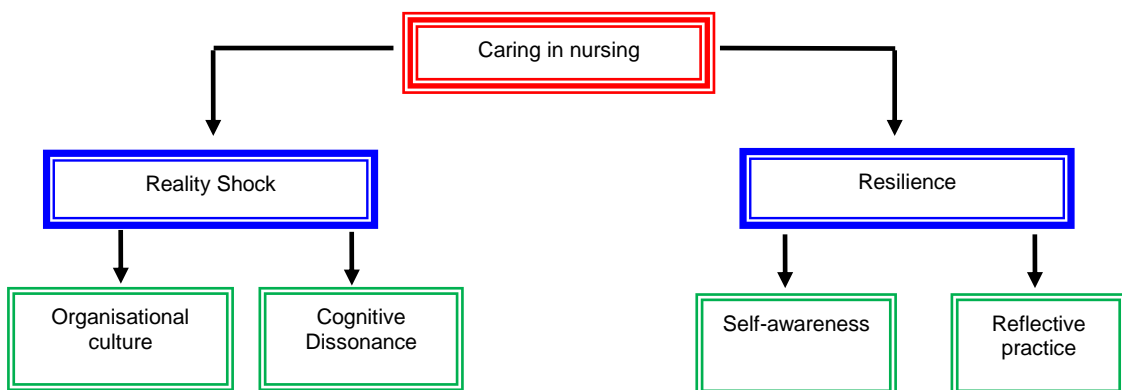 Caring in nursing
Reality Shock
Resilience
Organisational
culture
Cognitive
Dissonance
Self-awareness
Reflective
practice